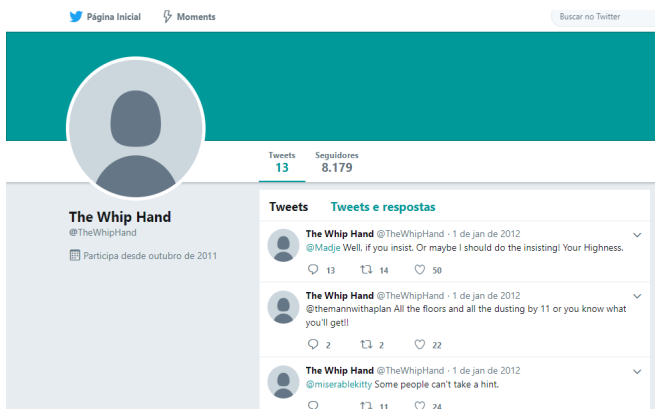 Página Inicial Moments Buscar no Twitter
Tweets Seguidores
13 8.179
The Whip Hand
@TheWhipHand
Participa desde outubro de 2011
Tweets Tweets e respostas
The Whip Hand @TheWhipHand · 1 de jan de 2012
@Madje Well, if you insist. Or maybe I should do the insisting! Your Highness.
13 14 50
The Whip Hand @TheWhipHand · 1 de jan de 2012
@themannwithaplan All the floors and all the dusting by 11 or you know what
you'll get!!
2 2 22
The Whip Hand @TheWhipHand · 1 de jan de 2012
@miserablekitty Some people can't take a hint.
11 24